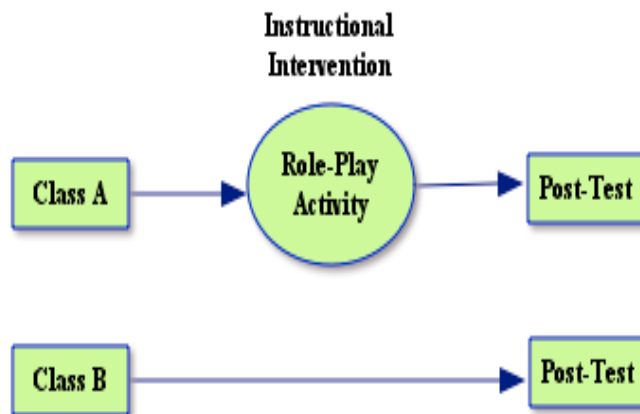 Instructional
Intervention
Class A
Role-Play
Activity
Post-Test
Class B
Post-Test